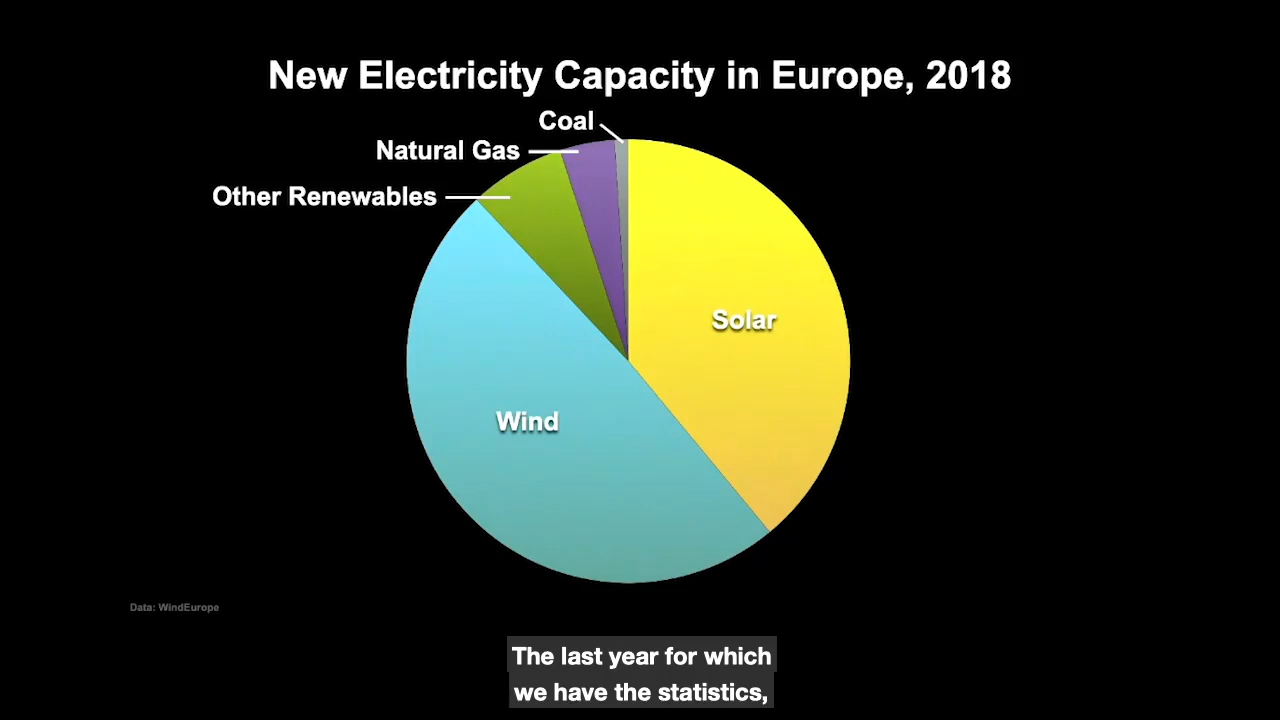 New Electricity Capacity in Europe, 2018
Coal
Natural Gas
Other Renewables
Solar
Wind
Data: WindEurope
The last year for which
we have the statistics,